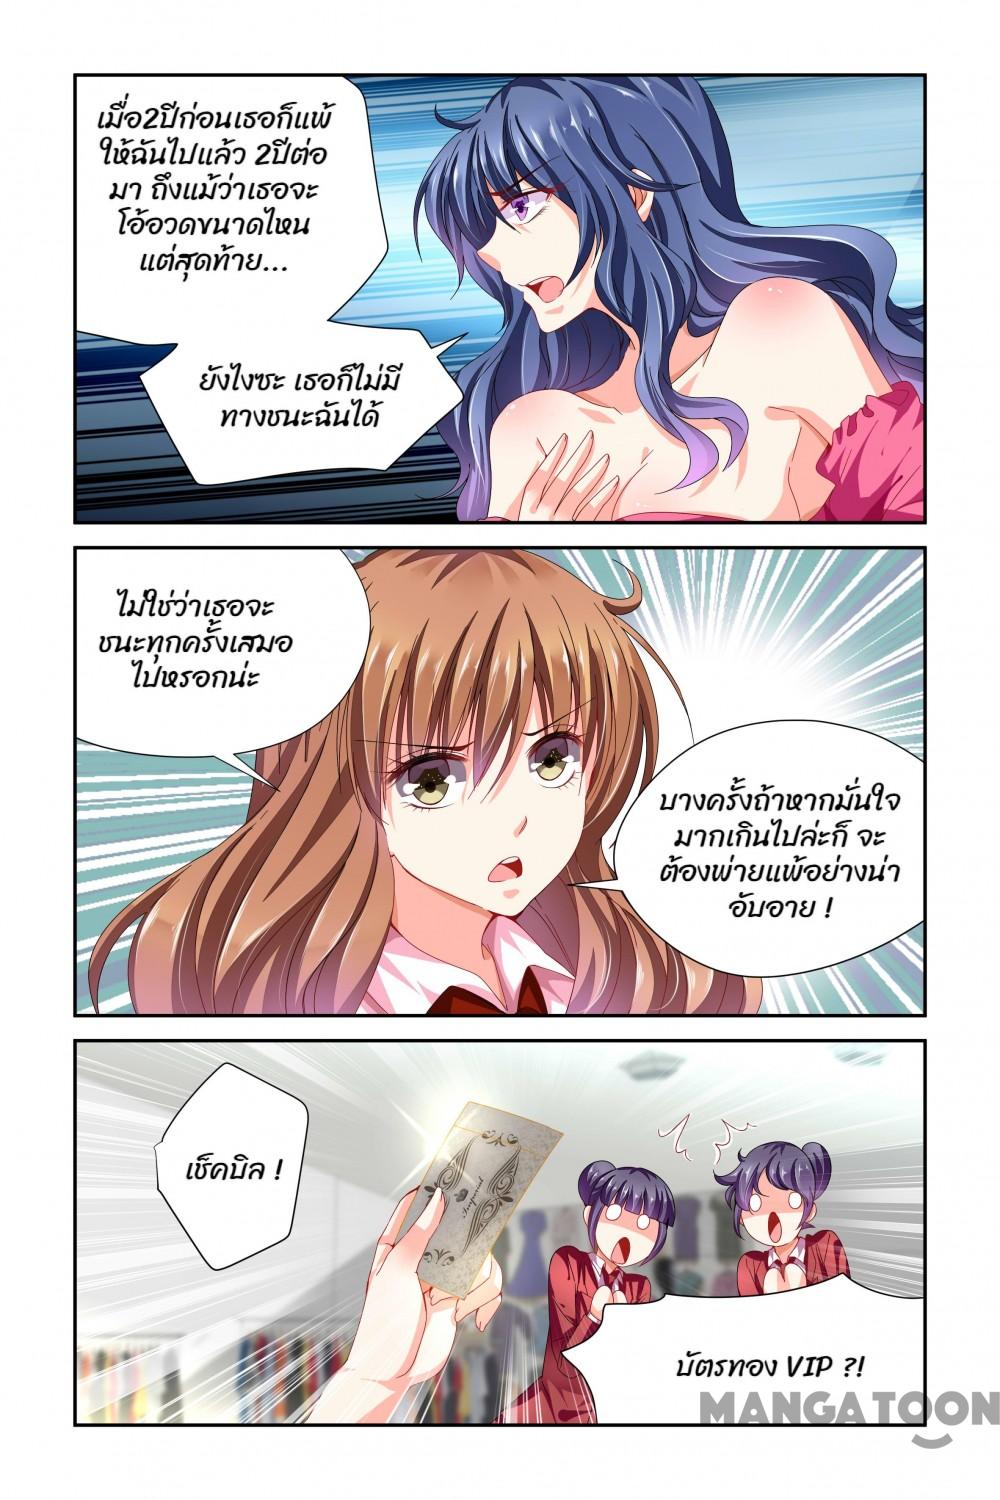 เมื่อ2ปีก่อนเธอก็แพ้
ให้ฉันไปแล้ว 2ปีต่อ
มา ถึงแม้ว่าเธอจะ
โอ้อวดขนาดไหน
แต่สุดท้าย...
ยังไงซะ เธอก็ไม่มี
ทางชนะฉันได้
ไม่ใช่ว่าเธอจะ
ชนะทุกครั้งเสมอ
ไปหรอกน่ะ
บางครั้งถ้าหากมั่นใจ
มากเกินไปล่ะก็ จะ
ต้องพ่ายแพ้อย่างน่า
อับอาย !
เช็คบิล !
Imperial
บัตรทอง VIP ?!
MANGATOON